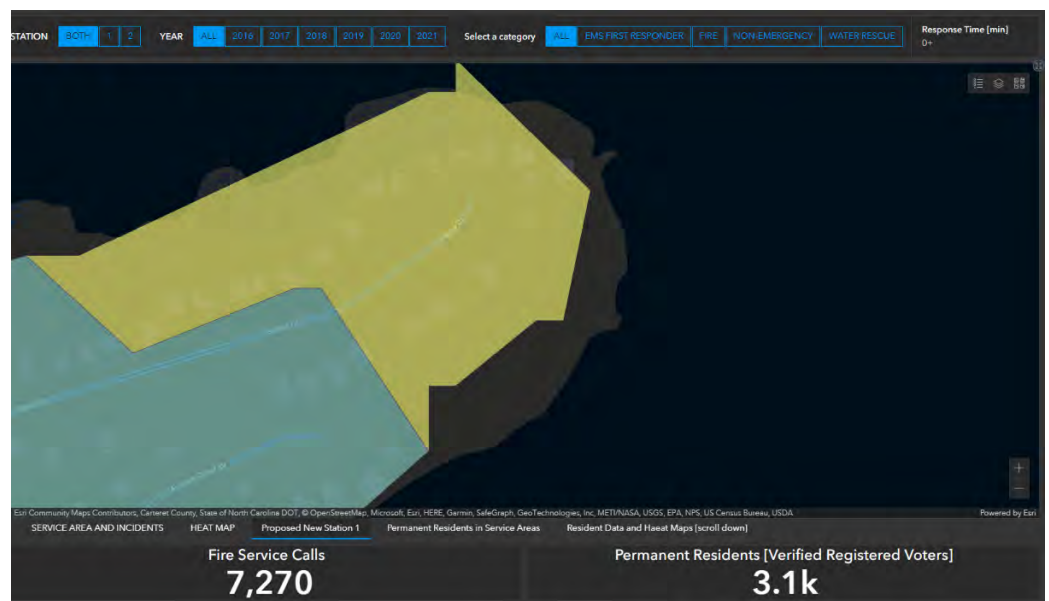 STATION BOTH 1 2 YEAR ALL 2016 2017 2018 2019 2020 2021 Select a category ALL EMS FIRST RESPONDER FIRE NON-EMERGENCY WATER RESCUE Response Time [min]
0+
Esri Community Maps Contributors, Carteret County, State of North Carolina DOT, © OpenStreetMap, Microsoft, Esri, HERE, Garmin, SafeGraph, GeoTechnologies, Inc, METI/NASA, USGS, EPA, NPS, US Census Bureau, USDA Powered by Esri
SERVICE AREA AND INCIDENTS HEAT MAP Proposed New Station 1 Permanent Residents in Service Areas Resident Data and Haeat Maps [scroll down]
Fire Service Calls Permanent Residents [Verified Registered Voters]
7,270 3.1k